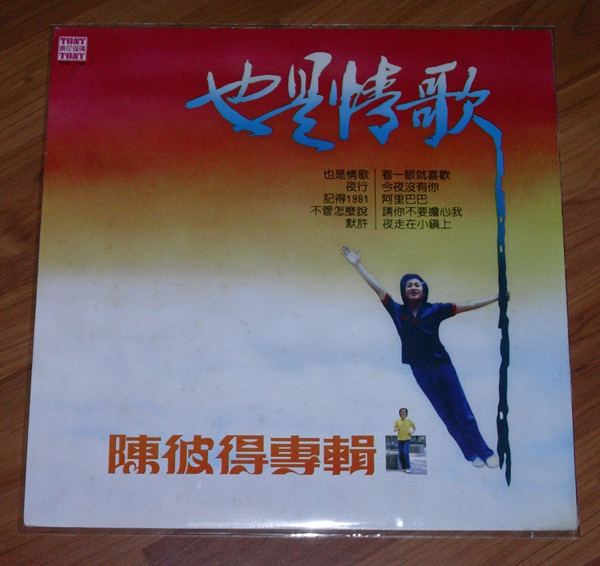 TONY
TONY
也是情歌
也是情歌 看一眼就喜歡
夜行 今夜沒有你
記得1981 阿里巴巴
不管怎麼說 請你不要擔心我
默許 夜走在小鎮上
陳彼得專輯